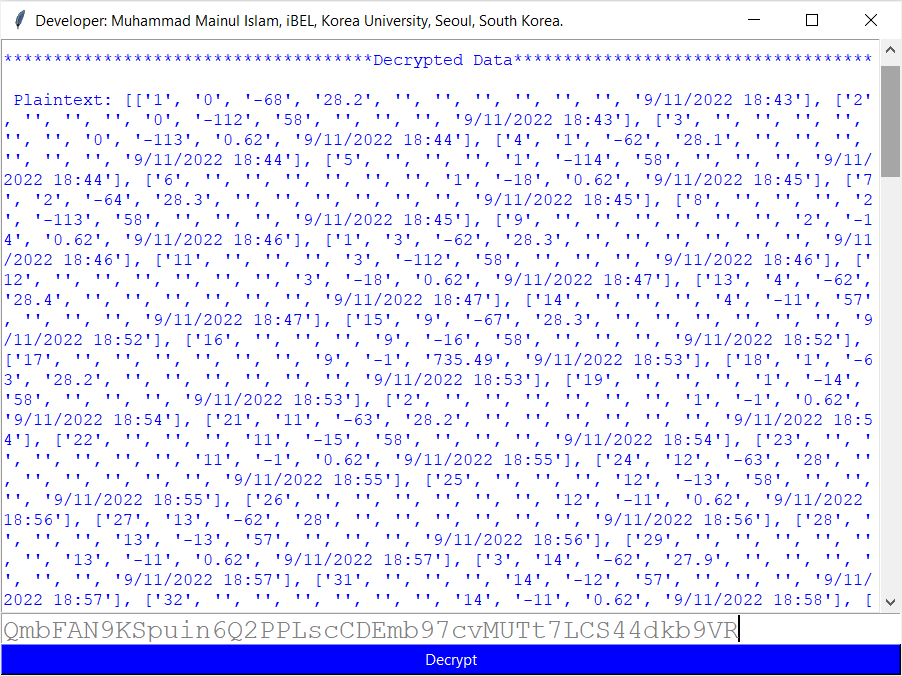 Developer: Muhammad Mainul Islam, iBEL, Korea University, Seoul, South Korea.
*************************************Decrypted Data************************************
Plaintext: [['1', '0', '-68', '28.2', '', '', '', '', '', '', '9/11/2022 18:43'], ['2'
, '', '', '', '0', '-112', '58', '', '', '', '9/11/2022 18:43'], ['3', '', '', '', '',
'', '', '0', '-113', '0.62', '9/11/2022 18:44'], ['4', '1', '-62', '28.1', '', '', '',
'', '', '', '9/11/2022 18:44'], ['5', '', '', '', '1', '-114', '58', '', '', '', '9/11/
2022 18:44'], ['6', '', '', '', '', '', '', '1', '-18', '0.62', '9/11/2022 18:45'], ['7
', '2', '-64', '28.3', '', '', '', '', '', '', '9/11/2022 18:45'], ['8', '', '', '', '2
', '-113', '58', '', '', '', '9/11/2022 18:45'], ['9', '', '', '', '', '', '', '2', '-1
4', '0.62', '9/11/2022 18:46'], ['1', '3', '-62', '28.3', '', '', '', '', '', '', '9/11
/2022 18:46'], ['11', '', '', '', '3', '-112', '58', '', '', '', '9/11/2022 18:46'], ['
12', '', '', '', '', '', '', '3', '-18', '0.62', '9/11/2022 18:47'], ['13', '4', '-62',
'28.4', '', '', '', '', '', '', '9/11/2022 18:47'], ['14', '', '', '', '4', '-11', '57'
, '', '', '', '9/11/2022 18:47'], ['15', '9', '-67', '28.3', '', '', '', '', '', '', '9
/11/2022 18:52'], ['16', '', '', '', '9', '-16', '58', '', '', '', '9/11/2022 18:52'],
['17', '', '', '', '', '', '', '9', '-1', '735.49', '9/11/2022 18:53'], ['18', '1', '-6
3', '28.2', '', '', '', '', '', '', '9/11/2022 18:53'], ['19', '', '', '', '1', '-14',
'58', '', '', '', '9/11/2022 18:53'], ['2', '', '', '', '', '', '', '1', '-1', '0.62',
'9/11/2022 18:54'], ['21', '11', '-63', '28.2', '', '', '', '', '', '', '9/11/2022 18:5
4'], ['22', '', '', '', '11', '-15', '58', '', '', '', '9/11/2022 18:54'], ['23', '', '
', '', '', '', '', '11', '-1', '0.62', '9/11/2022 18:55'], ['24', '12', '-63', '28', ''
, '', '', '', '', '', '9/11/2022 18:55'], ['25', '', '', '', '12', '-13', '58', '', '',
'', '9/11/2022 18:55'], ['26', '', '', '', '', '', '', '12', '-11', '0.62', '9/11/2022
18:56'], ['27', '13', '-62', '28', '', '', '', '', '', '', '9/11/2022 18:56'], ['28', '
', '', '', '13', '-13', '57', '', '', '', '9/11/2022 18:56'], ['29', '', '', '', '', ''
, '', '13', '-11', '0.62', '9/11/2022 18:57'], ['3', '14', '-62', '27.9', '', '', '', '
', '', '', '9/11/2022 18:57'], ['31', '', '', '', '14', '-12', '57', '', '', '', '9/11/
2022 18:57'], ['32', '', '', '', '', '', '', '14', '-11', '0.62', '9/11/2022 18:58'], [
QmbFAN9KSpuin6Q2PPLscCDEmb97cvMUTt7LCS44dkb9VR
Decrypt